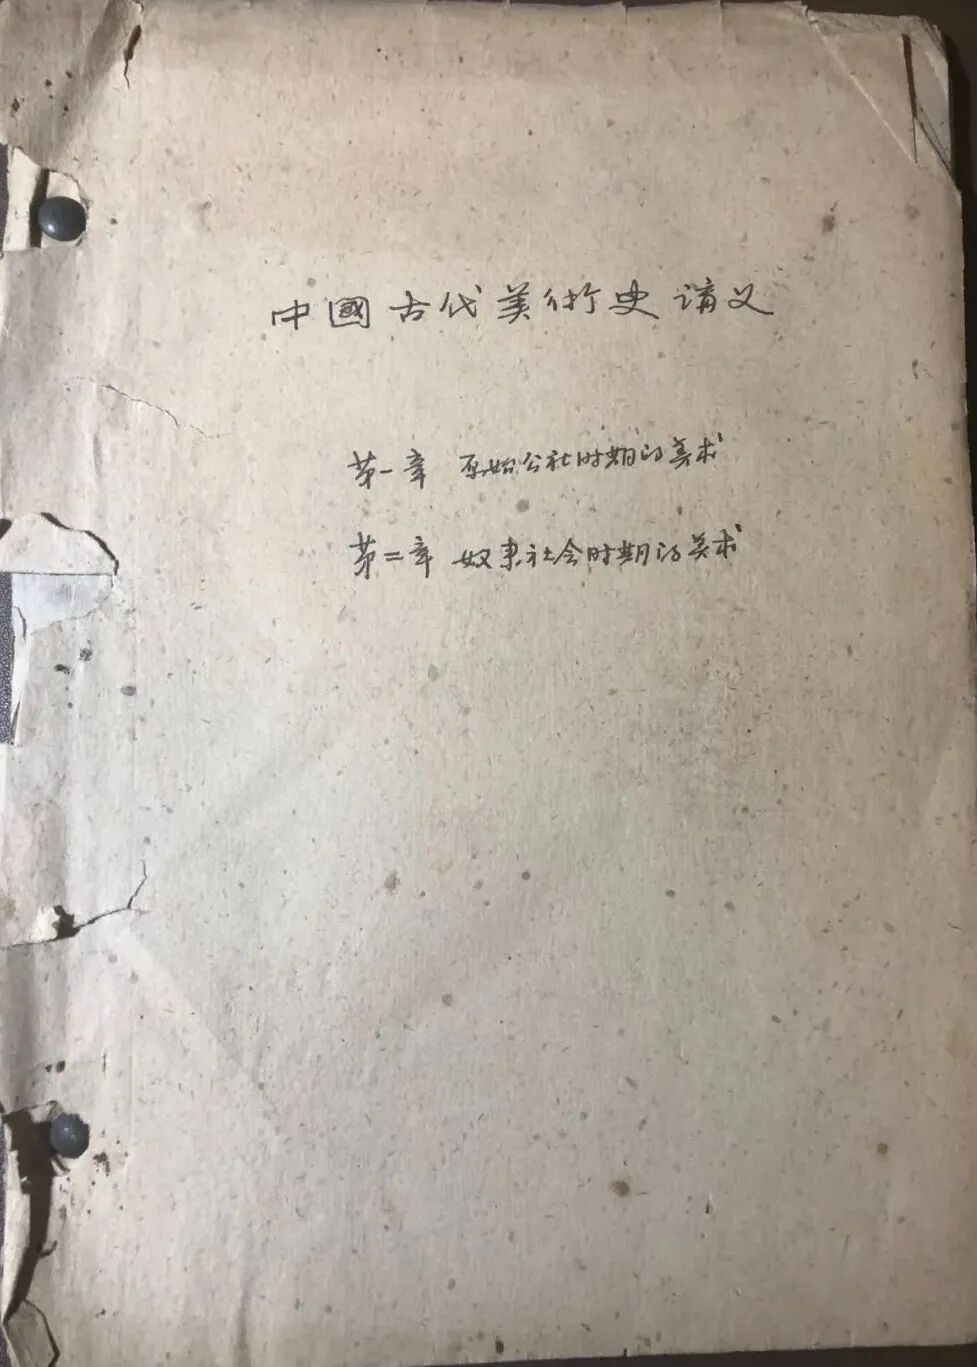 中國古代美術史講义
第一章 原始公社时期的美术
第二章 奴隶社会时期的美术